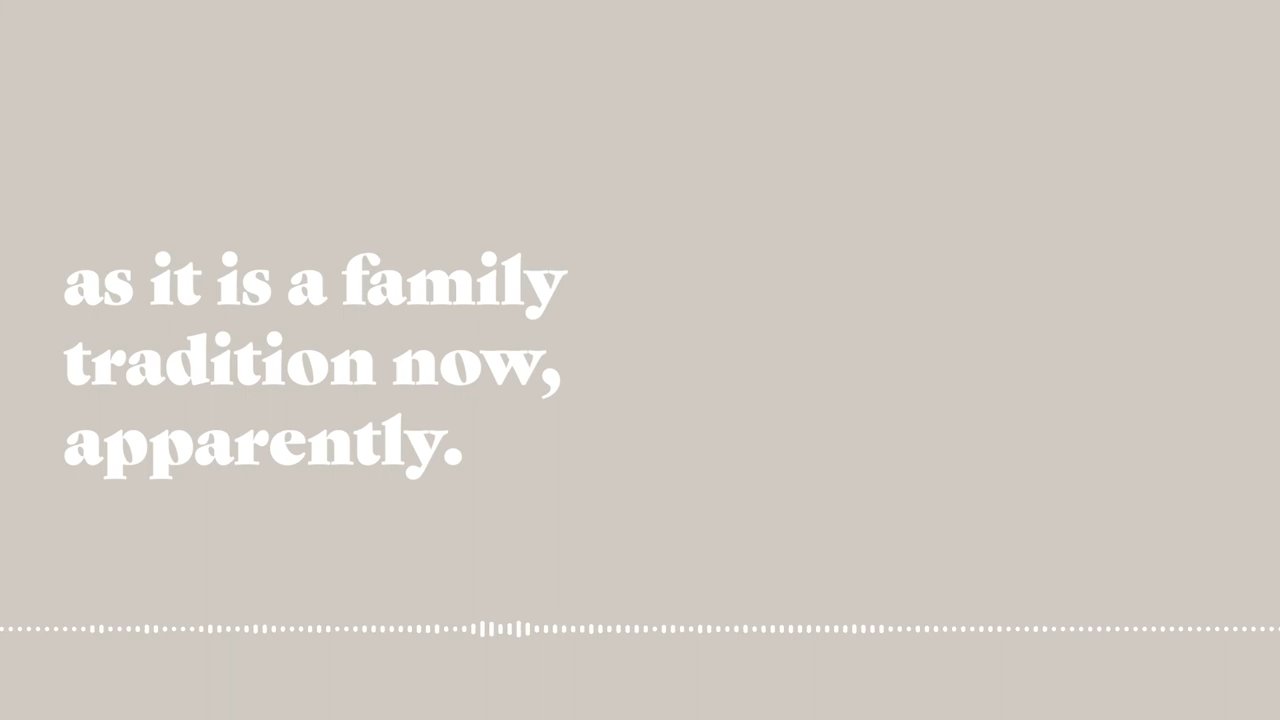 as it is a family
tradition now,
apparently.